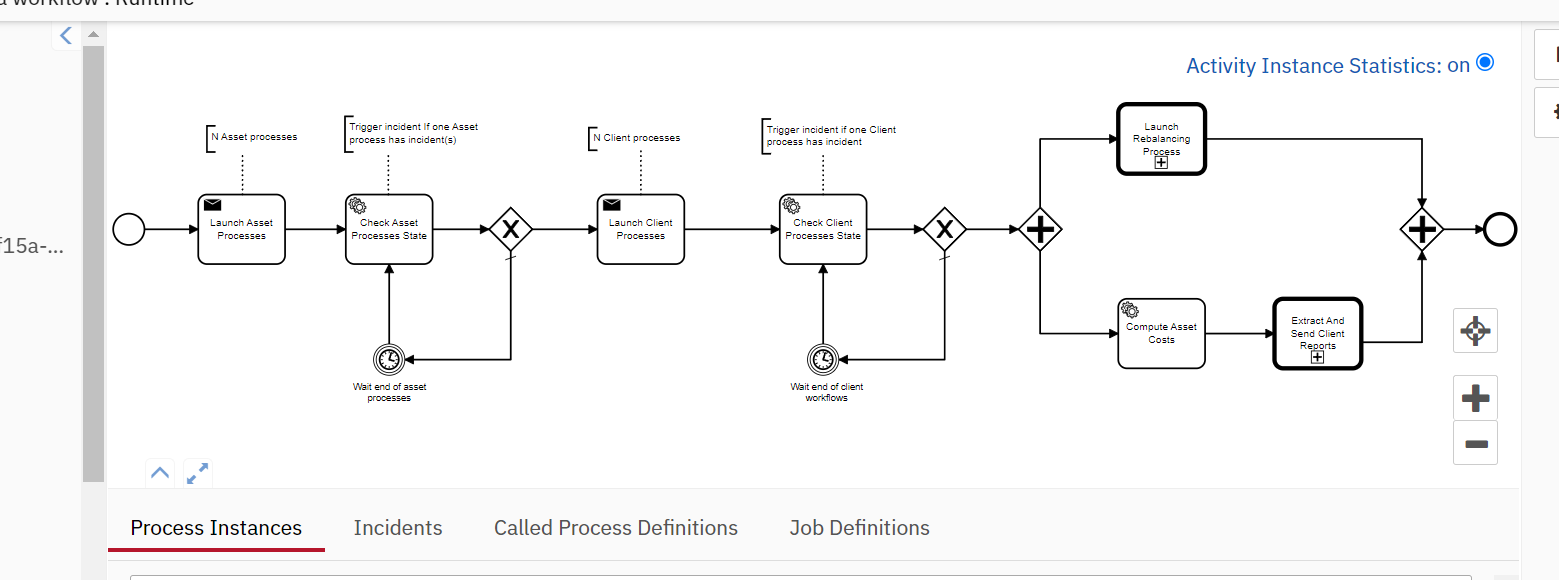 workflow : Runtime
Activity Instance Statistics: on
N Asset processes
Trigger incident If one Asset
process has incident(s)
N Client processes
Trigger incident if one Client
process has incident
Launch
Rebalancing
Process
Launch Asset
Processes
Check Asset
Processes State
X
Launch Client
Processes
Check Client
Processes State
X
f15a-...
Compute Asset
Costs
Extract And
Send Client
Reports
Wait end of asset
processes
Wait end of client
workflows
Process Instances
Incidents
Called Process Definitions
Job Definitions